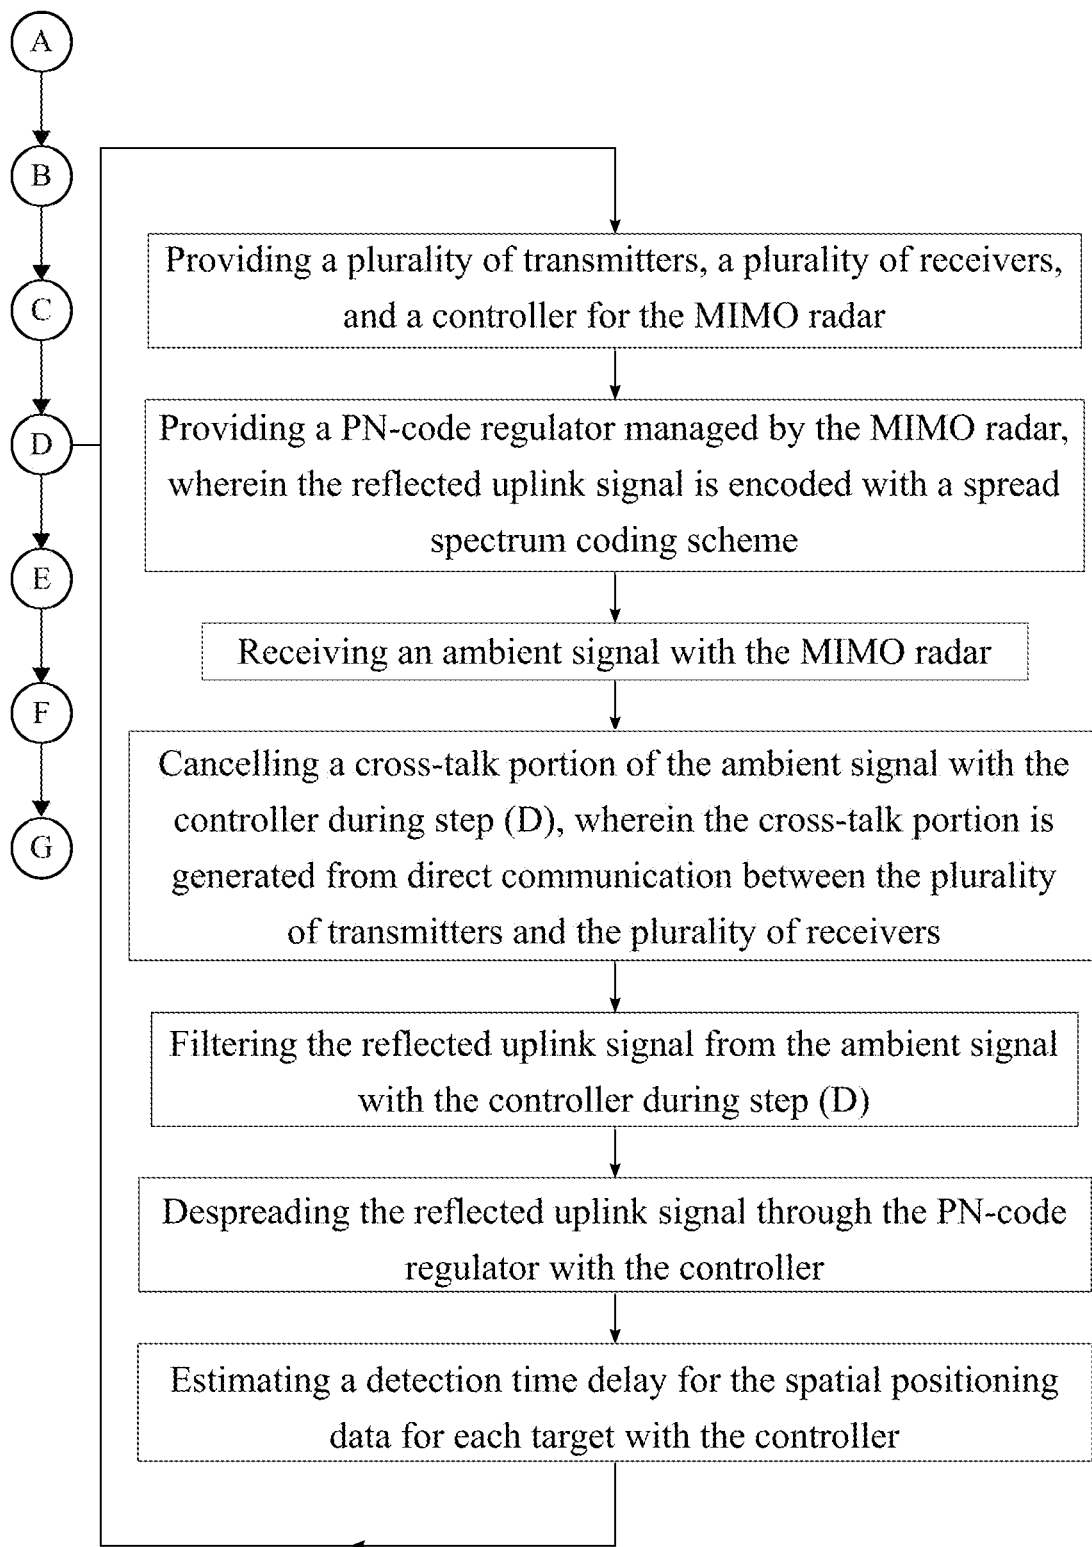 A
B
C
D
E
F
G
Providing a plurality of transmitters, a plurality of receivers,
and a controller for the MIMO radar
Providing a PN-code regulator managed by the MIMO radar,
wherein the reflected uplink signal is encoded with a spread
spectrum coding scheme
Receiving an ambient signal with the MIMO radar
Cancelling a cross-talk portion of the ambient signal with the
controller during step (D), wherein the cross-talk portion is
generated from direct communication between the plurality
of transmitters and the plurality of receivers
Filtering the reflected uplink signal from the ambient signal
with the controller during step (D)
Despreading the reflected uplink signal through the PN-code
regulator with the controller
Estimating a detection time delay for the spatial positioning
data for each target with the controller